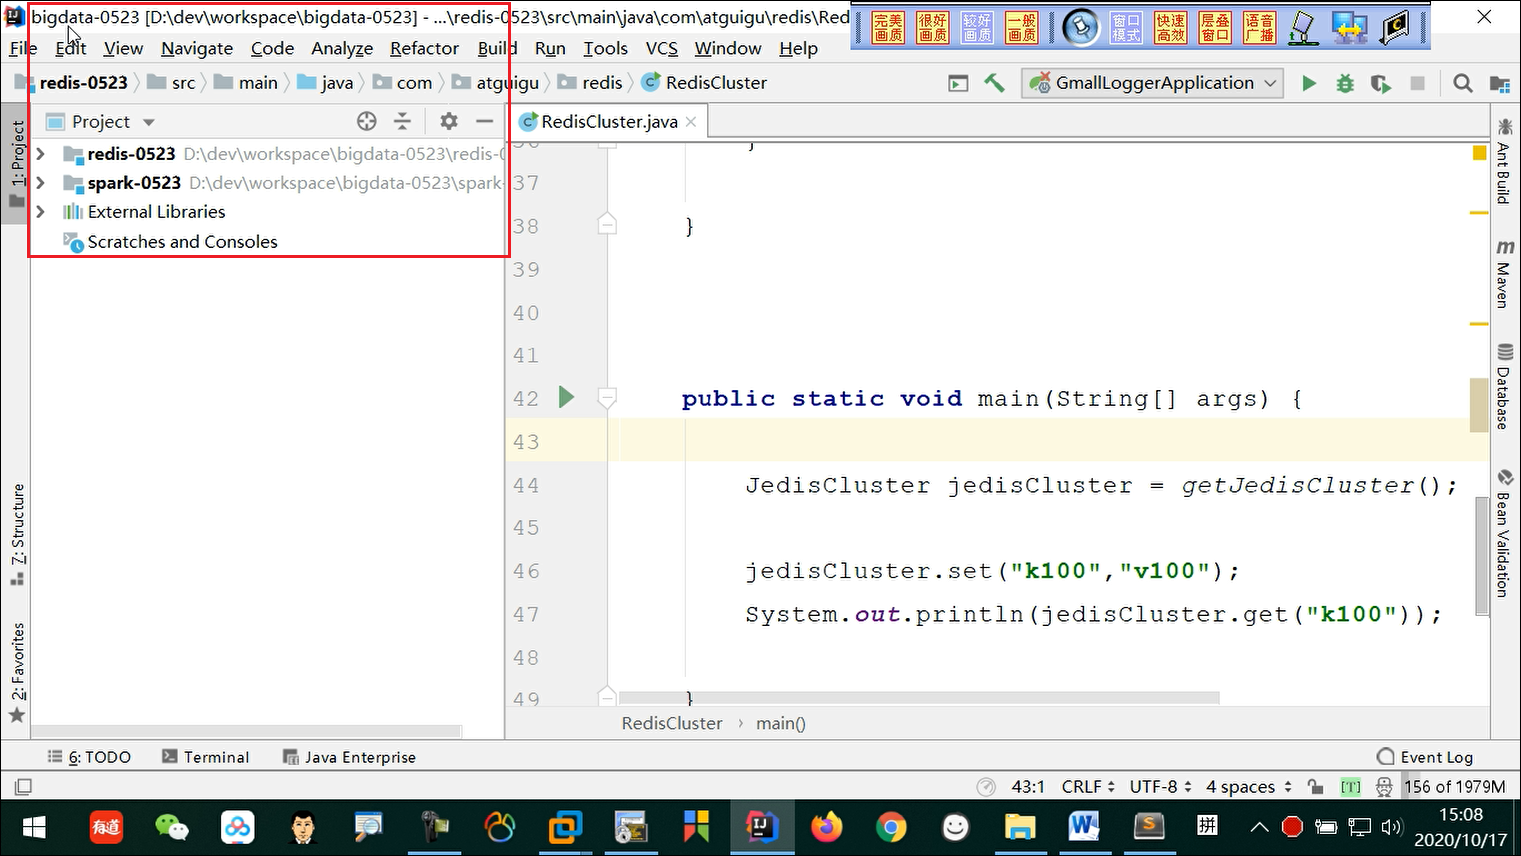 bigdata-0523 [D:\dev\workspace\bigdata-0523] - ...\redis-0523\src\main\java\com\atguigu\redis\Red
完美画质 很好画质 较好画质 一般画质 窗口模式 快速高效 层叠窗口 语音广播
File Edit View Navigate Code Analyze Refactor Build Run Tools VCS Window Help
redis-0523 src main java com atguigu redis RedisCluster
GmallLoggerApplication
Project
RedisCluster.java
redis-0523 D:\dev\workspace\bigdata-0523\redis-0
spark-0523 D:\dev\workspace\bigdata-0523\spark-
External Libraries
Scratches and Consoles
1: Project
7: Structure
2: Favorites
37
38 }
39
40
41
42 public static void main(String[] args) {
43
44 JedisCluster jedisCluster = getJedisCluster();
45
46 jedisCluster.set("k100","v100");
47 System.out.println(jedisCluster.get("k100"));
48
49 }
RedisCluster › main()
Ant Build
Maven
Database
Bean Validation
6: TODO Terminal Java Enterprise
Event Log
43:1 CRLF UTF-8 4 spaces [T] 156 of 1979M
有道
拼
15:08
2020/10/17